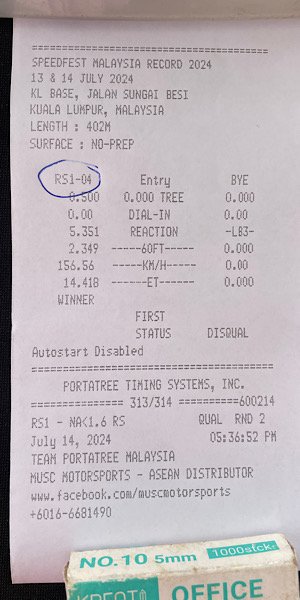 SPEEDFEST MALAYSIA RECORD 2024
13 & 14 JULY 2024
KL BASE, JALAN SUNGAI BESI
KUALA LUMPUR, MALAYSIA
LENGTH : 402M
SURFACE : NO-PREP
RS1-04 Entry BYE
0.500 0.000 TREE 0.000
0.00 DIAL-IN 0.00
5.351 REACTION -LB3-
2.349 ------60FT------ 0.000
156.56 ------KM/H------ 0.00
14.418 -------ET------- 0.000
WINNER
FIRST
STATUS DISQUAL
Autostart Disabled
PORTATREE TIMING SYSTEMS, INC.
=============== 313/314 ==========600214
RS1 - NAK1.6 RS QUAL RND 2
July 14, 2024 05:36:52 PM
TEAM PORTATREE MALAYSIA
MUSC MOTORSPORTS - ASEAN DISTRIBUTOR
www.facebook.com/muscmotorsports
+6016-6681490
NO.10 5mm 1000stck.
OFFICE